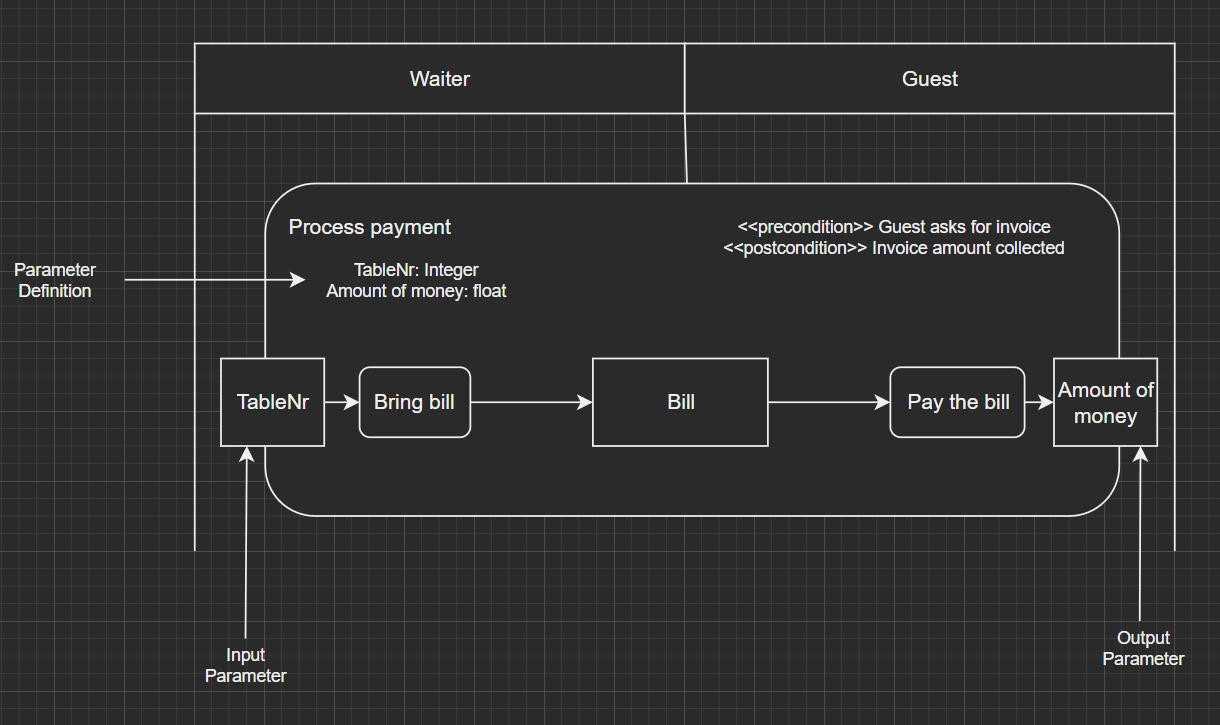 Waiter
Guest
Process payment
<<precondition>> Guest asks for invoice
<<postcondition>> Invoice amount collected
Parameter
Definition
TableNr: Integer
Amount of money: float
TableNr
Bring bill
Bill
Pay the bill
Amount of
money
Input
Parameter
Output
Parameter